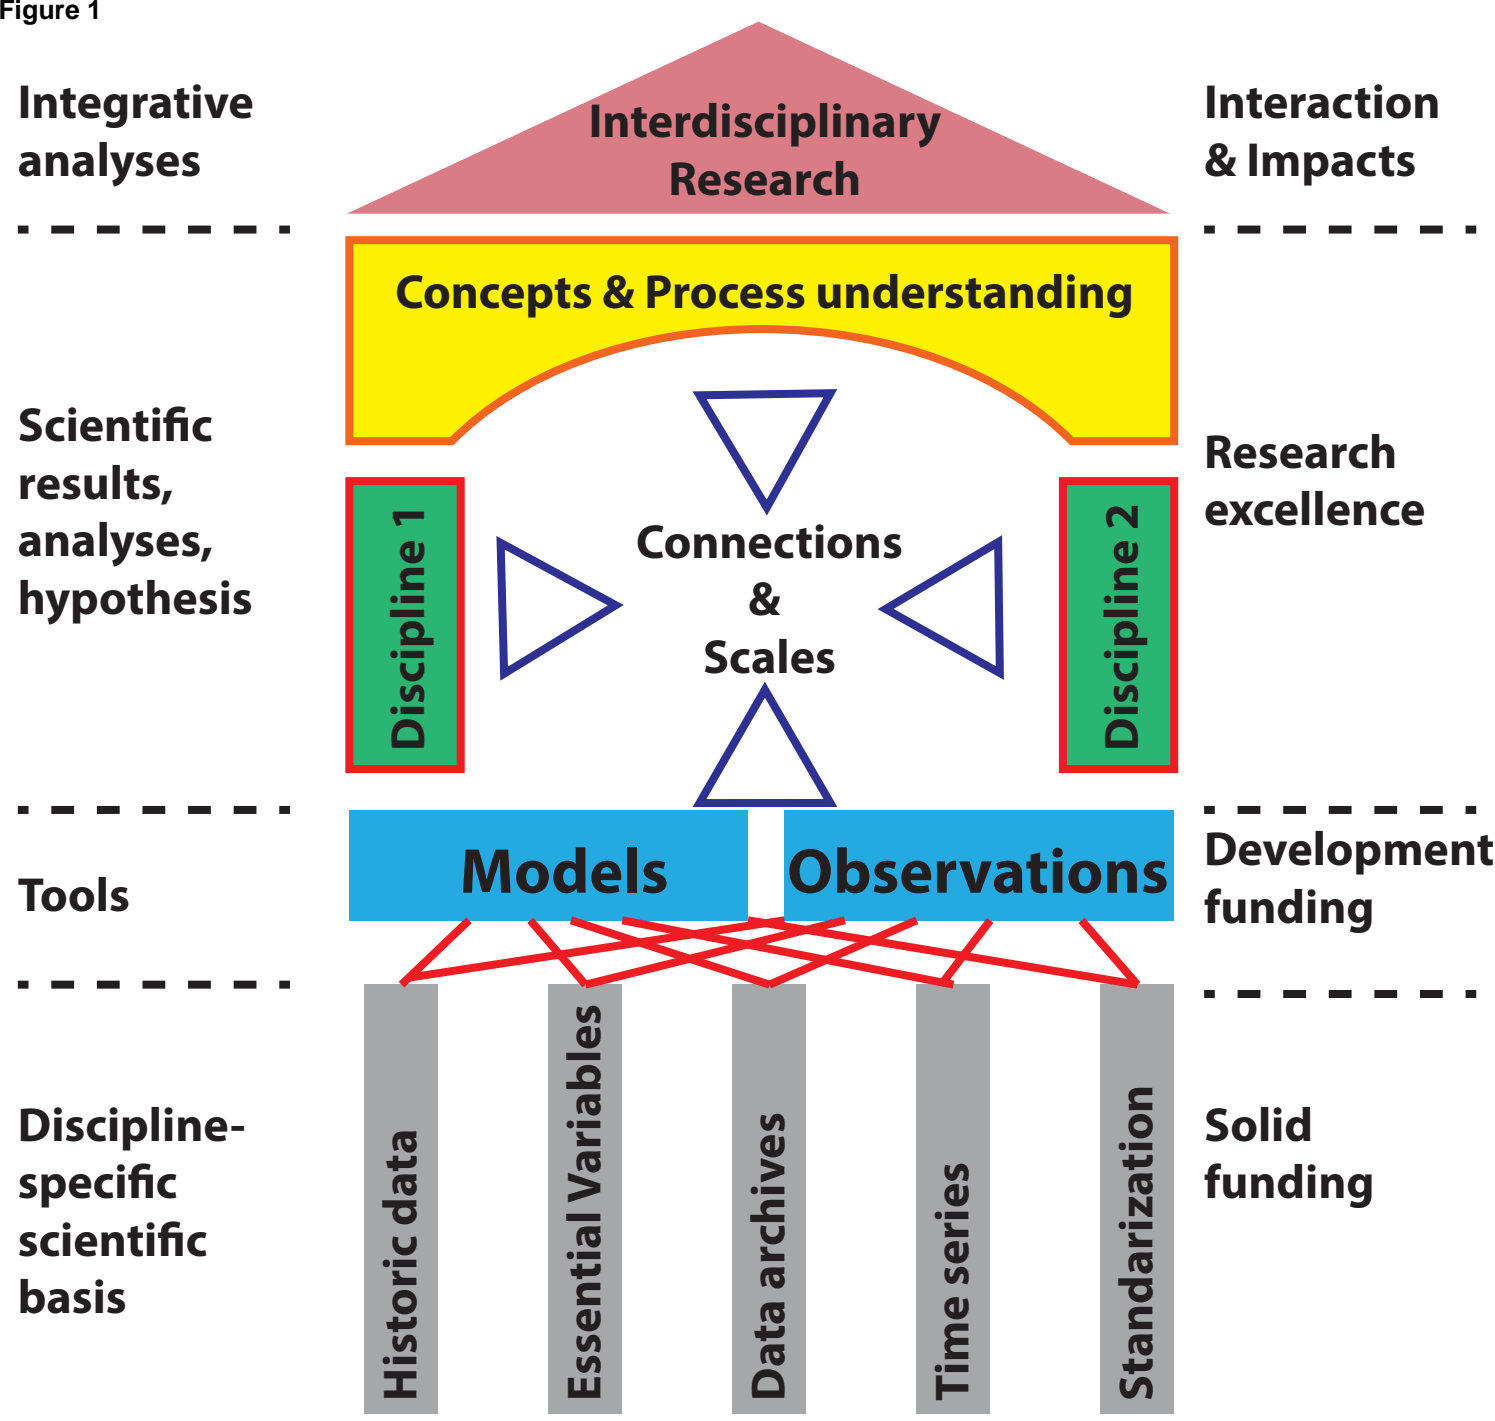 Figure 1
Integrative
analyses
Interdisciplinary
Research
Interaction
& Impacts
Concepts & Process understanding
Scientific
results,
analyses,
hypothesis
Discipline 1
Connections
&
Scales
Discipline 2
Research
excellence
Tools
Models
Observations
Development
funding
Discipline-
specific
scientific
basis
Historic data
Essential Variables
Data archives
Time series
Standarization
Solid
funding